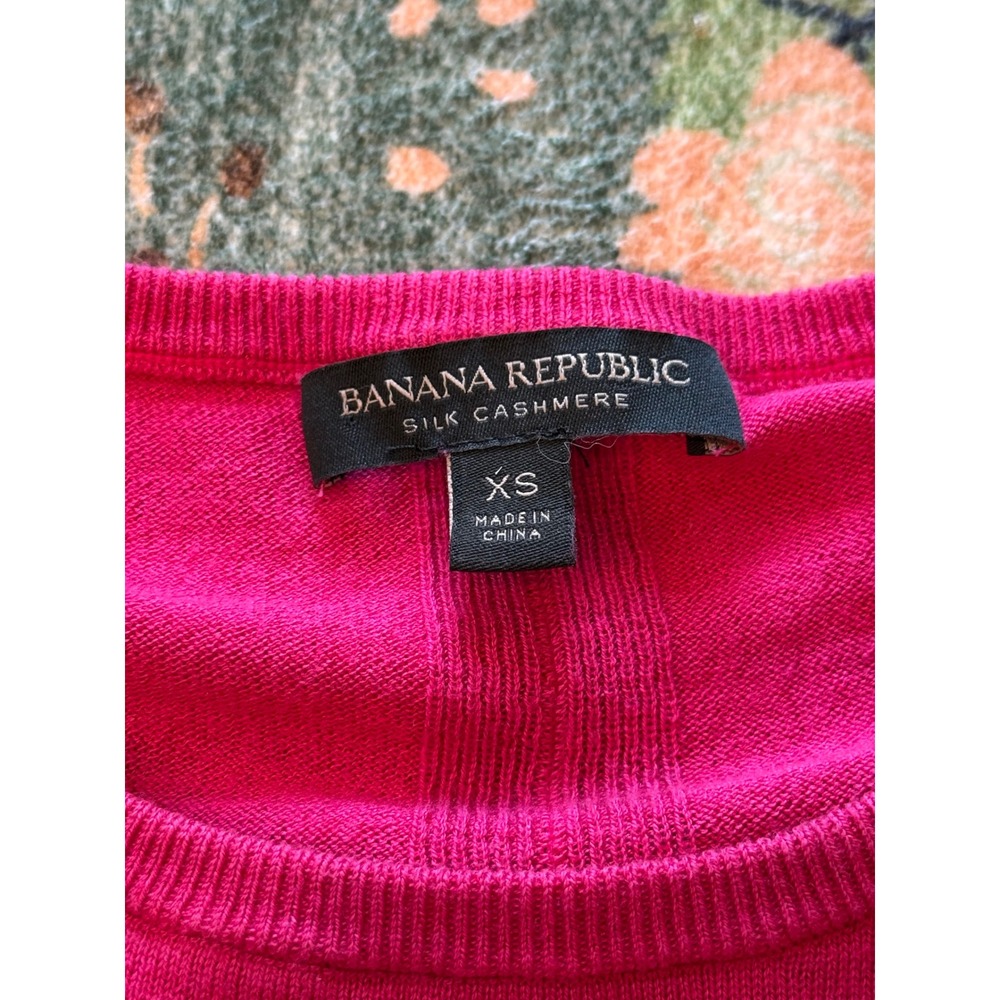 BANANA REPUBLIC
SILK CASHMERE
XS
MADE IN
CHINA